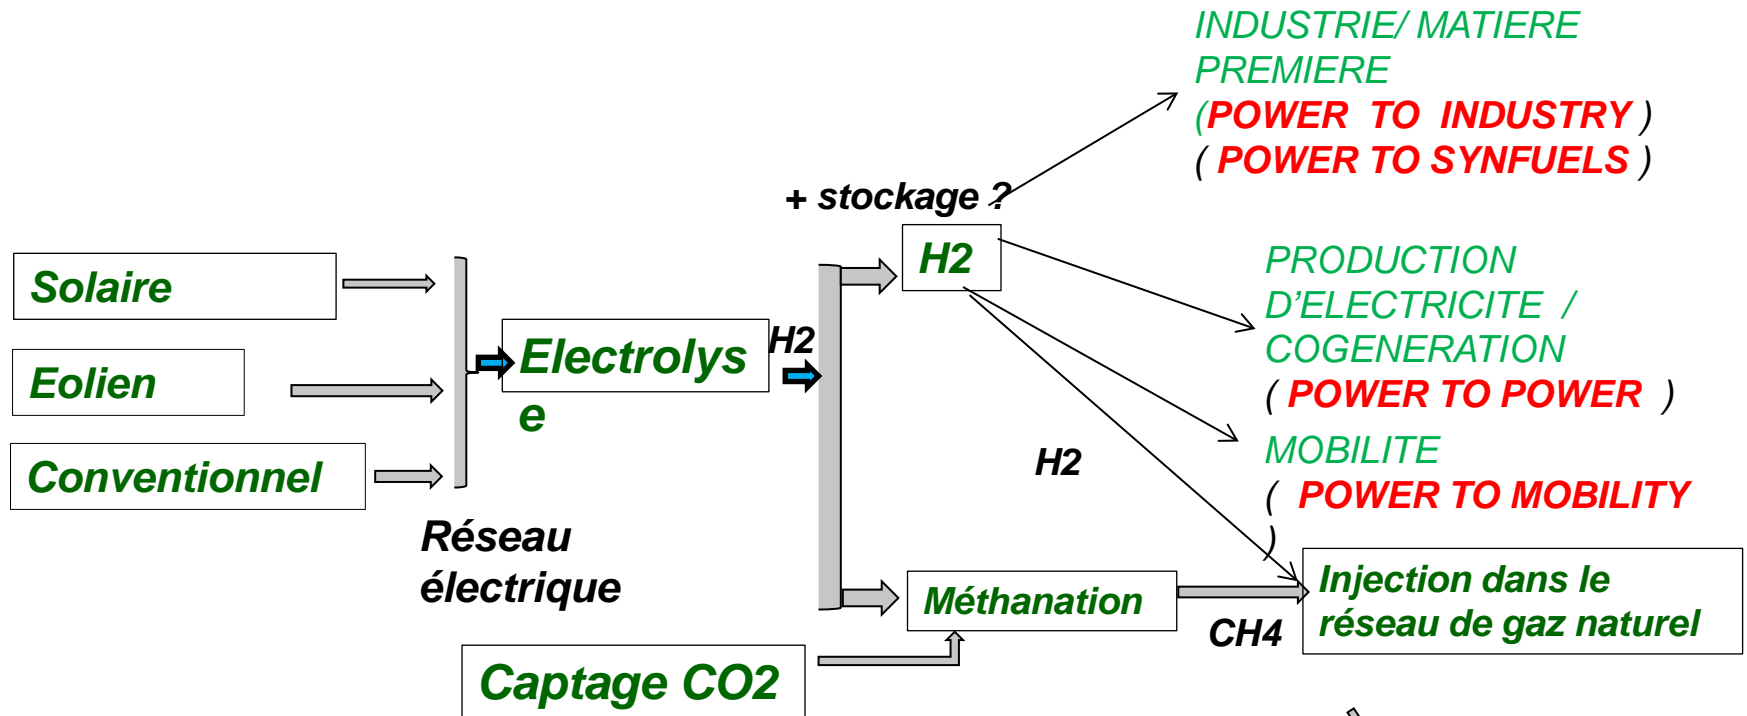 INDUSTRIE/ MATIERE
PREMIERE
(POWER TO INDUSTRY )
( POWER TO SYNFUELS )
+ stockage ?
H2
Solaire
PRODUCTION
D’ELECTRICITE /
COGENERATION
( POWER TO POWER )
Electrolys
e
H2
Eolien
MOBILITE
( POWER TO MOBILITY
)
H2
Conventionnel
Réseau
électrique
Méthanation
CH4
Injection dans le
réseau de gaz naturel
Captage CO2